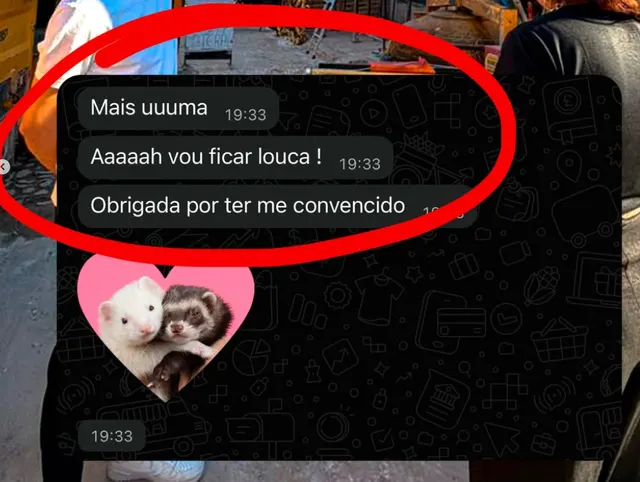 Mais uuuma 19:33
Aaaaah vou ficar louca ! 19:33
Obrigada por ter me convencido
19:33